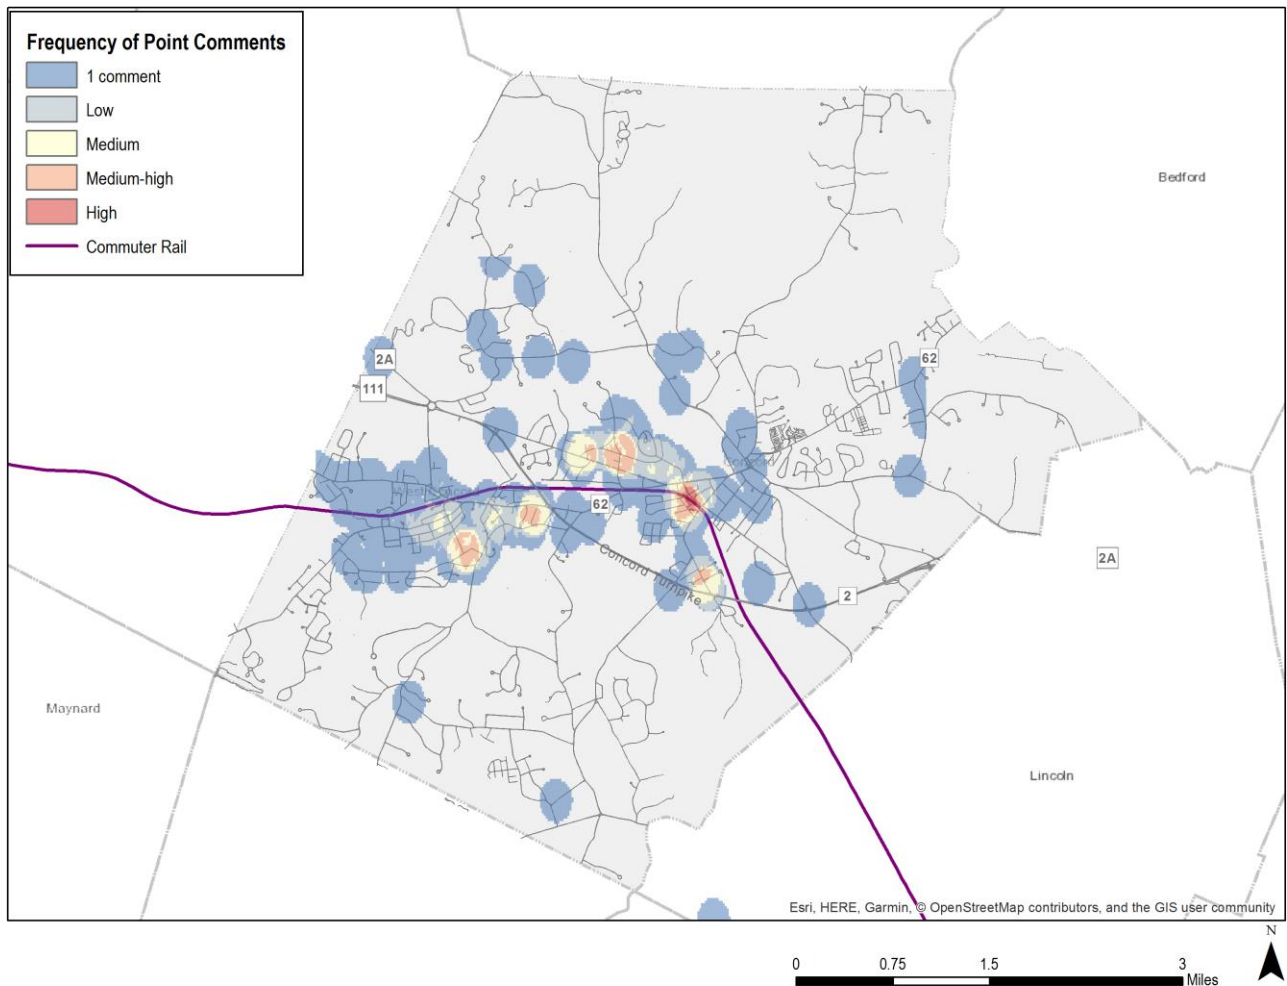 Frequency of Point Comments
1 comment
Low
Medium
Medium-high
High
Commuter Rail
Bedford
2A
111
62
Concord
62
Concord Turnpike
2A
2
Maynard
Lincoln
Esri, HERE, Garmin, © OpenStreetMap contributors, and the GIS user community
N
0 0.75 1.5 3
Miles